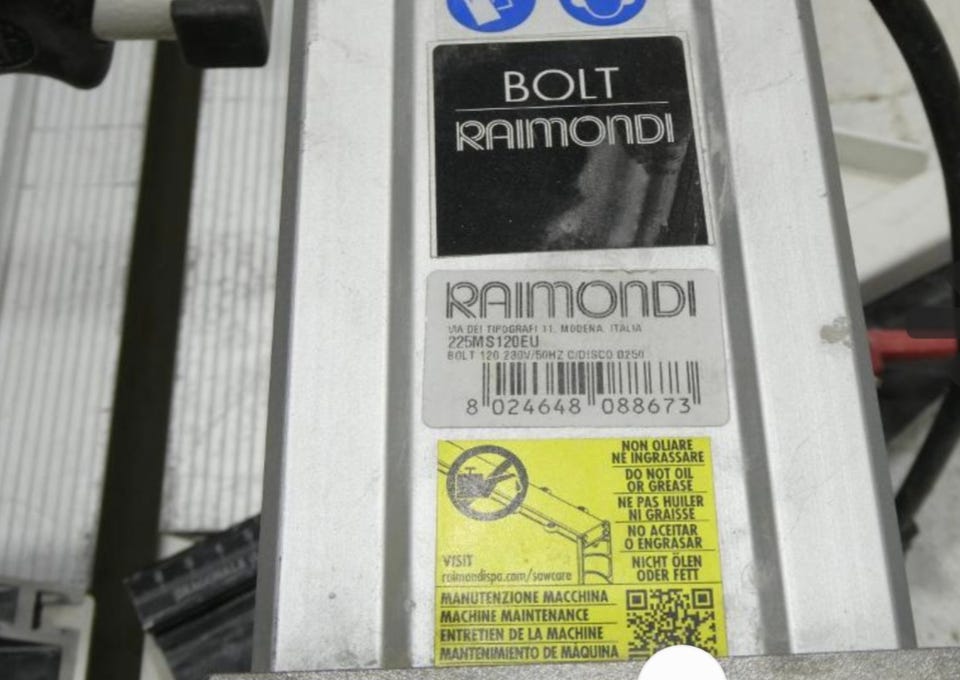 BOLT
RAIMONDI
RAIMONDI
VIA DEI TIPOGRAFI 11, MODENA, ITALIA
225MS120EU
BOLT 120 230V/50HZ C/DISCO D250
8 024648 088673
NON OLIARE
NÉ INGRASSARE
DO NOT OIL
OR GREASE
NE PAS HUILER
NI GRAISSE
NO ACEITAR
O ENGRASAR
NICHT ÖLEN
ODER FETT
VISIT
raimondispa.com/sawcare
MANUTENZIONE MACCHINA
MACHINE MAINTENANCE
ENTRETIEN DE LA MACHINE
MANTENIMIENTO DE MÁQUINA